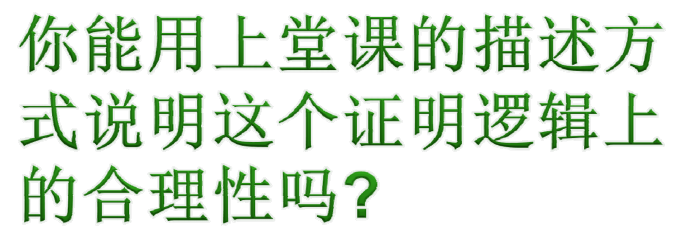 你能用上堂课的描述方
式说明这个证明逻辑上
的合理性吗?